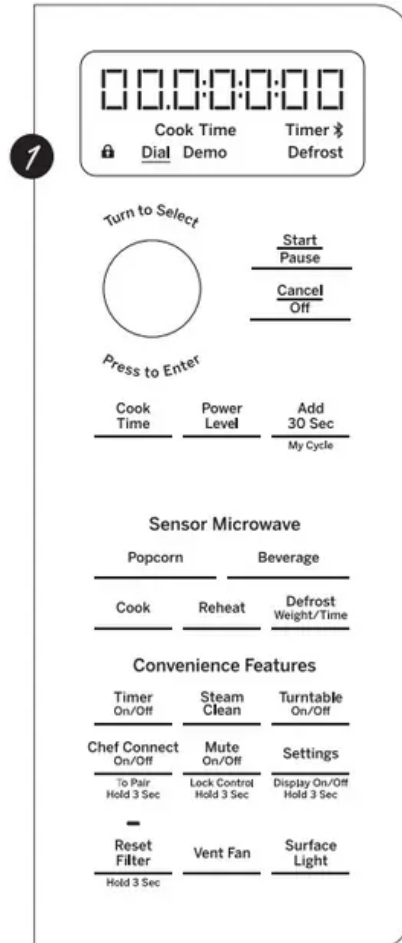 00.0:0:0:00
Cook Time Timer
Dial Demo Defrost
1
Turn to Select
Start
Pause
Cancel
Off
Press to Enter
Cook Time
Power Level
Add 30 Sec
My Cycle
Sensor Microwave
Popcorn Beverage
Cook Reheat Defrost
Weight/Time
Convenience Features
Timer On/Off
Steam Clean
Turntable On/Off
Chef Connect On/Off
Mute On/Off
Settings
To Pair Hold 3 Sec
Lock Control Hold 3 Sec
Display On/Off Hold 3 Sec
Reset Filter
Vent Fan
Surface Light
Hold 3 Sec